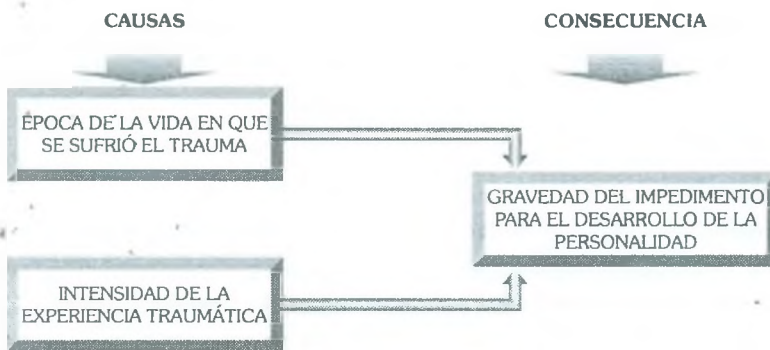 CAUSAS
CONSECUENCIA
ÉPOCA DE LA VIDA EN QUE
SE SUFRIÓ EL TRAUMA
GRAVEDAD DEL IMPEDIMENTO
PARA EL DESARROLLO DE LA
PERSONALIDAD
INTENSIDAD DE LA
EXPERIENCIA TRAUMÁTICA